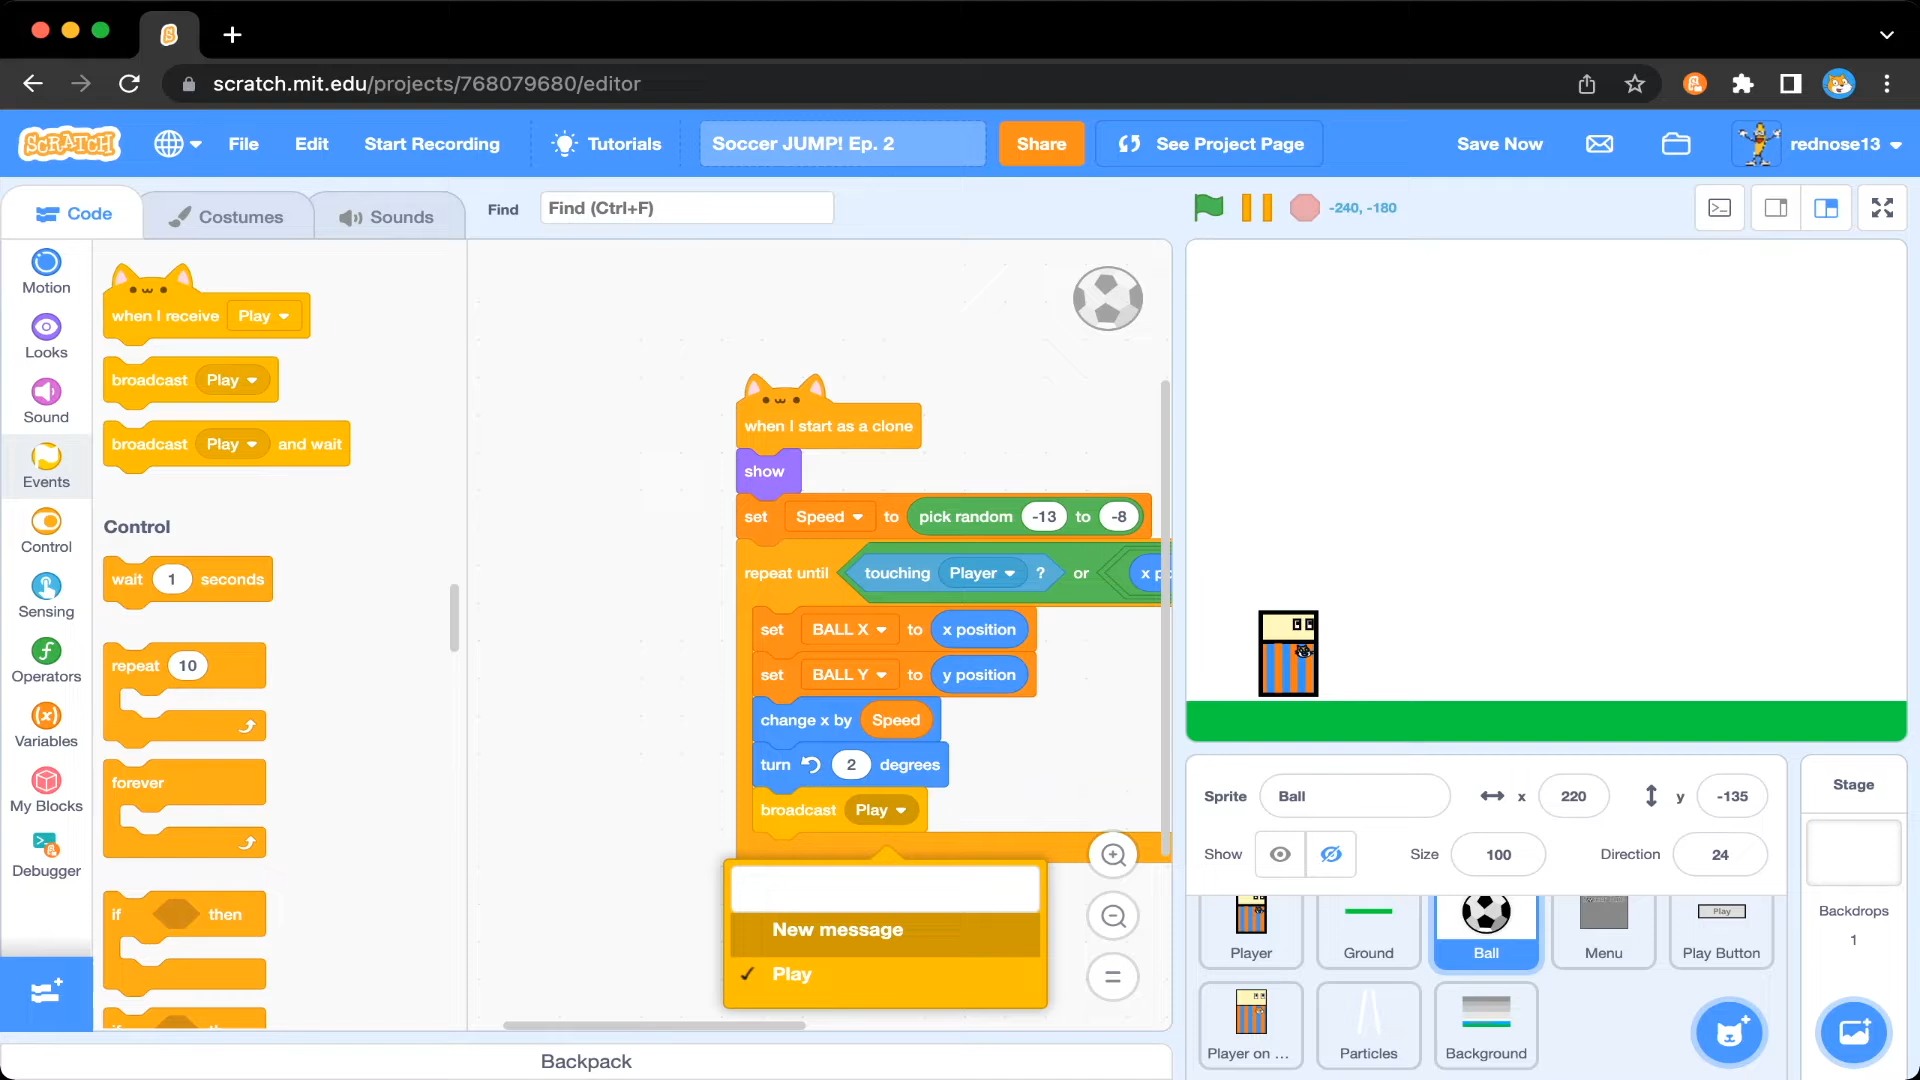 scratch.mit.edu/projects/768079680/editor
SCRATCH
File
Edit
Start Recording
Tutorials
Soccer JUMP! Ep. 2
Share
See Project Page
Save Now
rednose13
Code
Costumes
Sounds
Find
Find (Ctrl+F)
-240, -180
Motion
Looks
Sound
Events
Control
Sensing
Operators
Variables
My Blocks
Debugger
when I receive Play
broadcast Play
broadcast Play and wait
Control
wait 1 seconds
repeat 10
forever
if then
when I start as a clone
show
set Speed to pick random -13 to -8
repeat until touching Player ? or x po
set BALL X to x position
set BALL Y to y position
change x by Speed
turn 2 degrees
broadcast Play
New message
✓ Play
Backpack
Sprite Ball x 220 y -135
Show Size 100 Direction 24
Player
Ground
Ball
Menu
Play
Play Button
Player on ...
Particles
Background
Stage
Backdrops
1